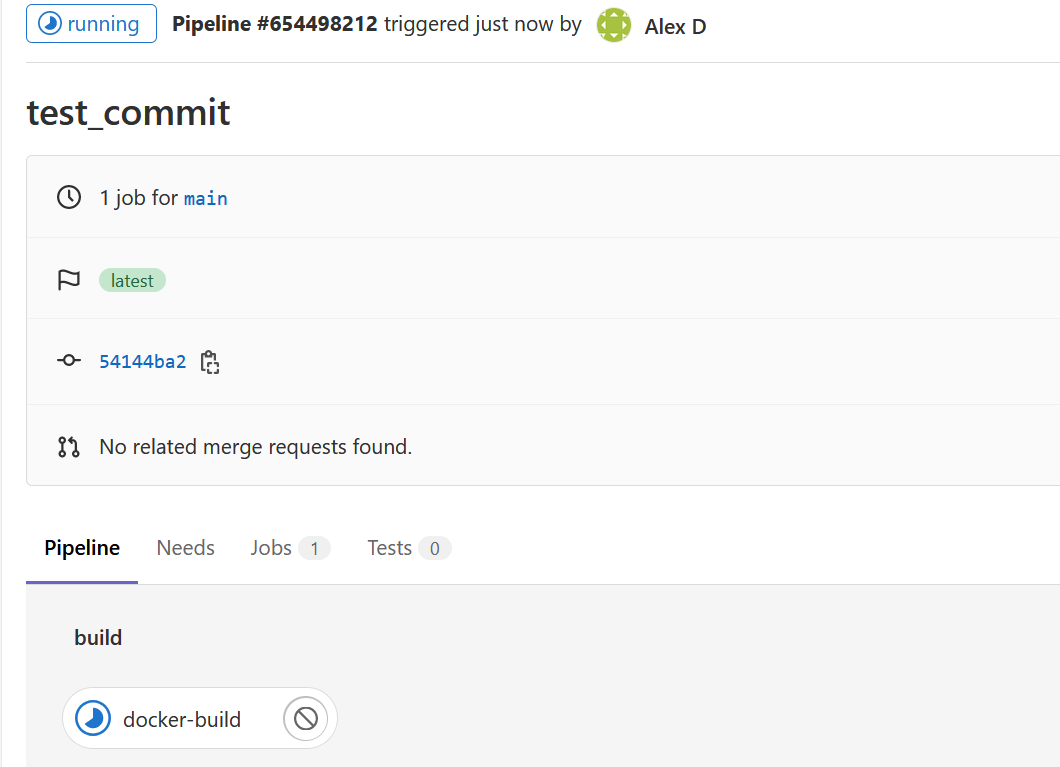 running Pipeline #654498212 triggered just now by Alex D
test_commit
1 job for main
latest
54144ba2
No related merge requests found.
Pipeline Needs Jobs 1 Tests 0
build
docker-build